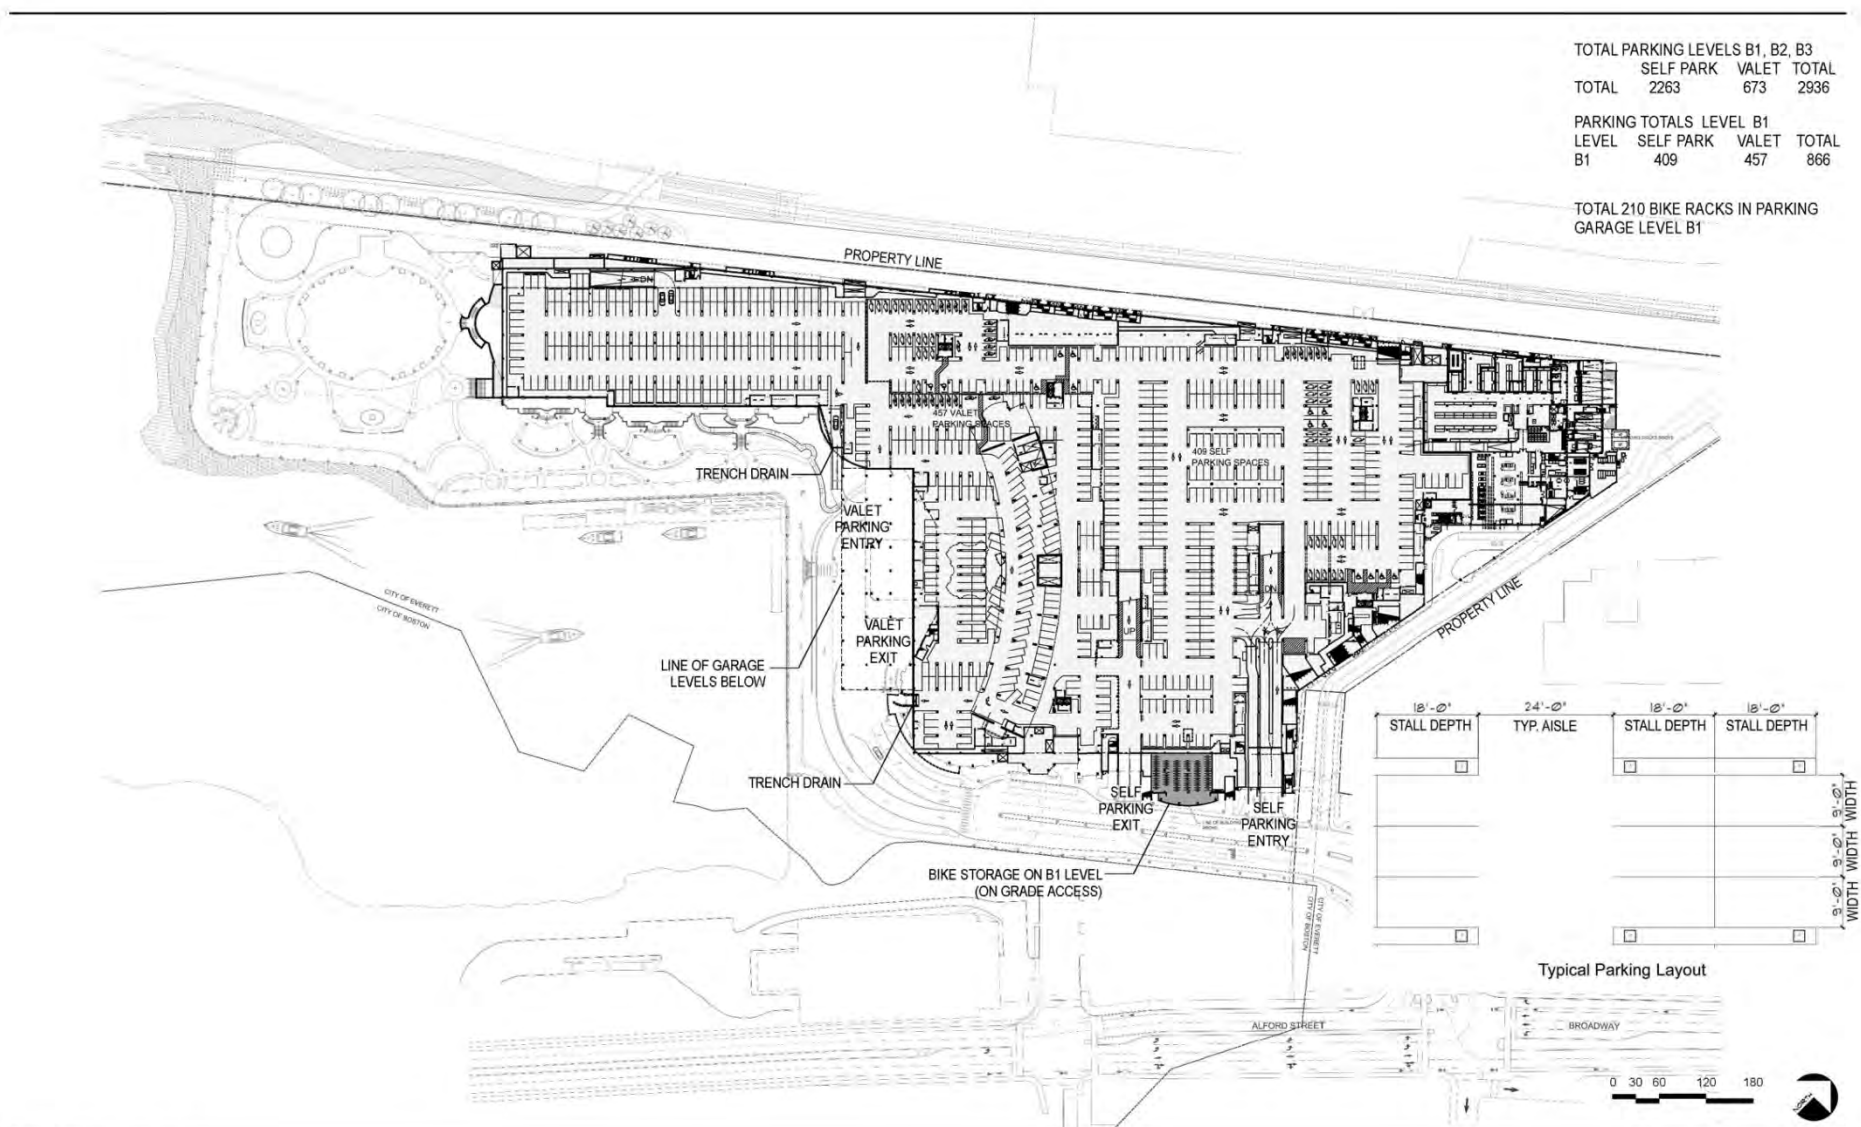 TOTAL PARKING LEVELS B1, B2, B3
SELF PARK VALET TOTAL
TOTAL 2263 673 2936
PARKING TOTALS LEVEL B1
LEVEL SELF PARK VALET TOTAL
B1 409 457 866
TOTAL 210 BIKE RACKS IN PARKING
GARAGE LEVEL B1
PROPERTY LINE
DN
457 VALET
PARKING SPACES
409 SELF
PARKING SPACES
TRENCH DRAIN
VALET
PARKING
ENTRY
CITY OF EVERETT
CITY OF BOSTON
DN
PROPERTY LINE
VALET
PARKING
EXIT
UP
LINE OF GARAGE
LEVELS BELOW
TRENCH DRAIN
SELF
PARKING
EXIT
SELF
PARKING
ENTRY
BIKE STORAGE ON B1 LEVEL
(ON GRADE ACCESS)
CITY OF EVERETT
CITY OF BOSTON
18'-0" 24'-0" 18'-0" 18'-0"
STALL DEPTH TYP. AISLE STALL DEPTH STALL DEPTH
9'-0" WIDTH
9'-0" WIDTH
9'-0" WIDTH
Typical Parking Layout
ALFORD STREET
BROADWAY
0 30 60 120 180
NORTH